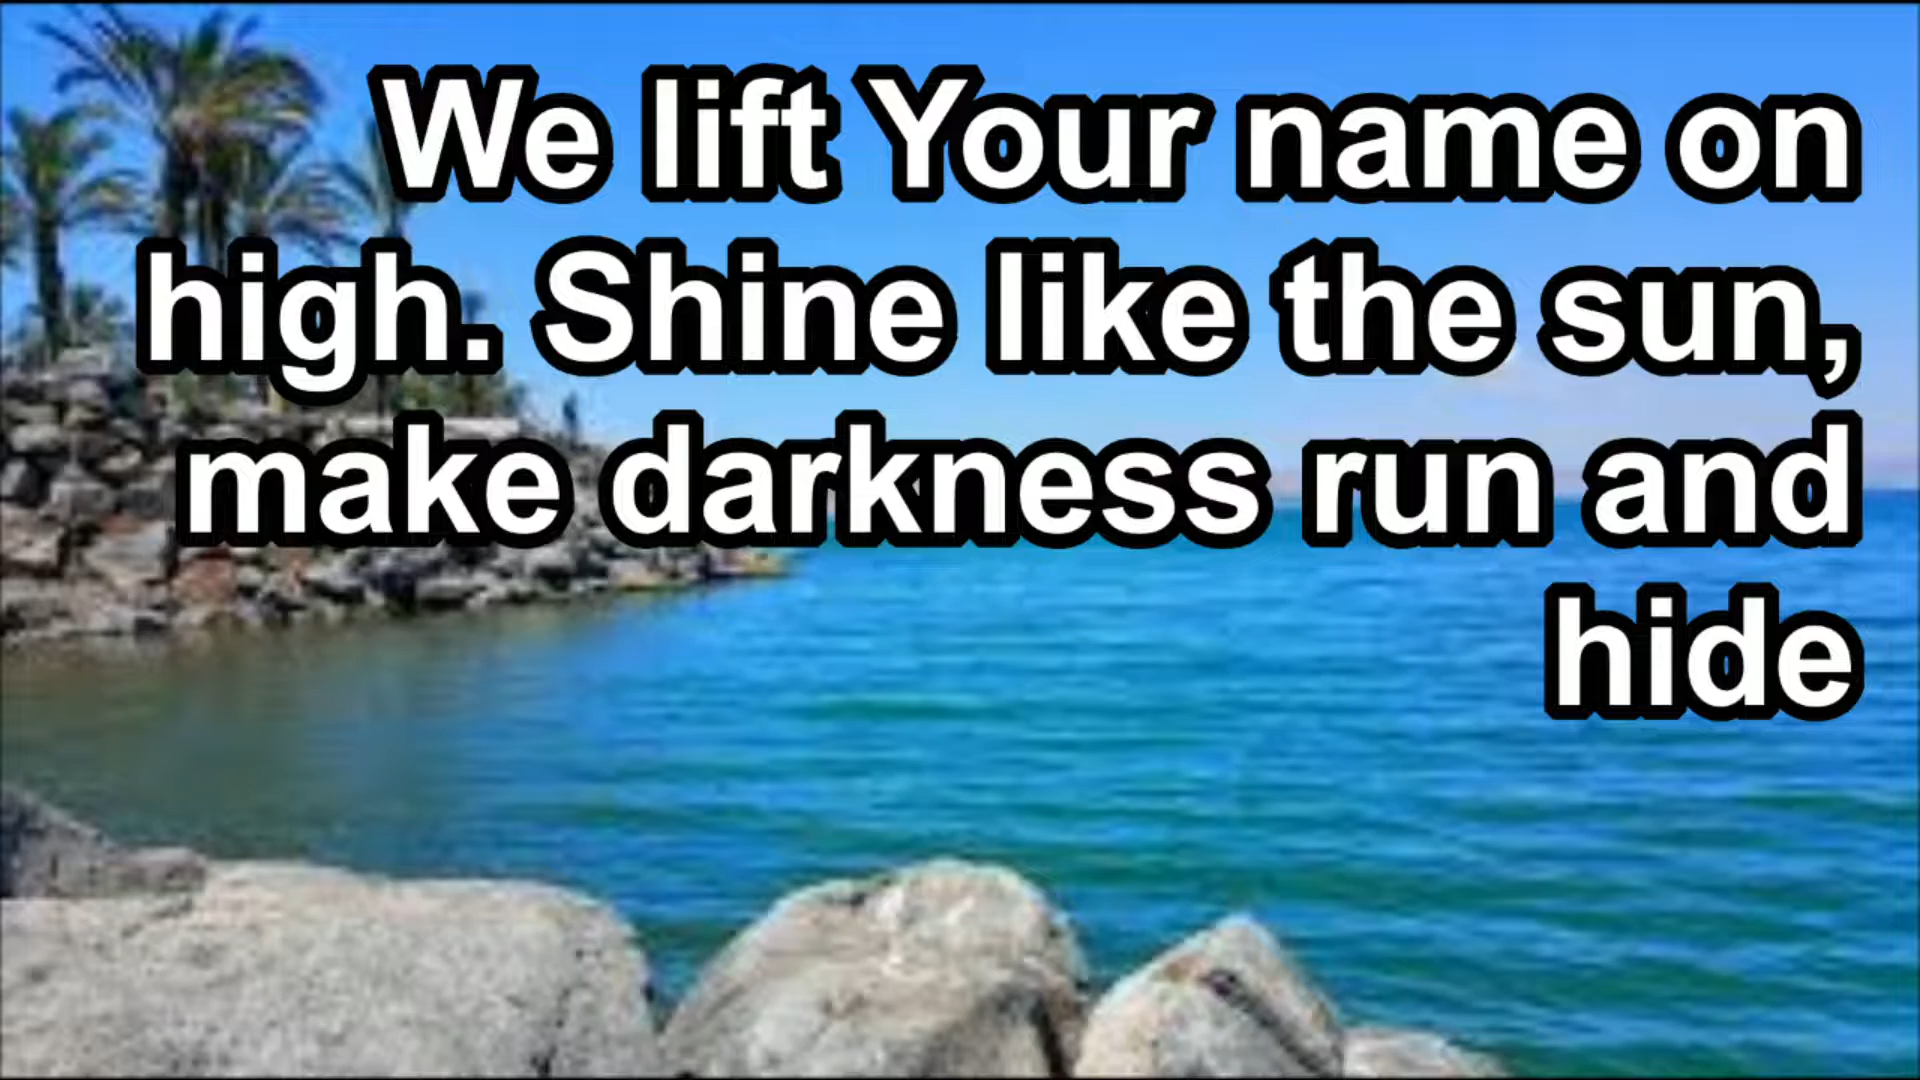 We lift Your name on
high. Shine like the sun,
make darkness run and
hide